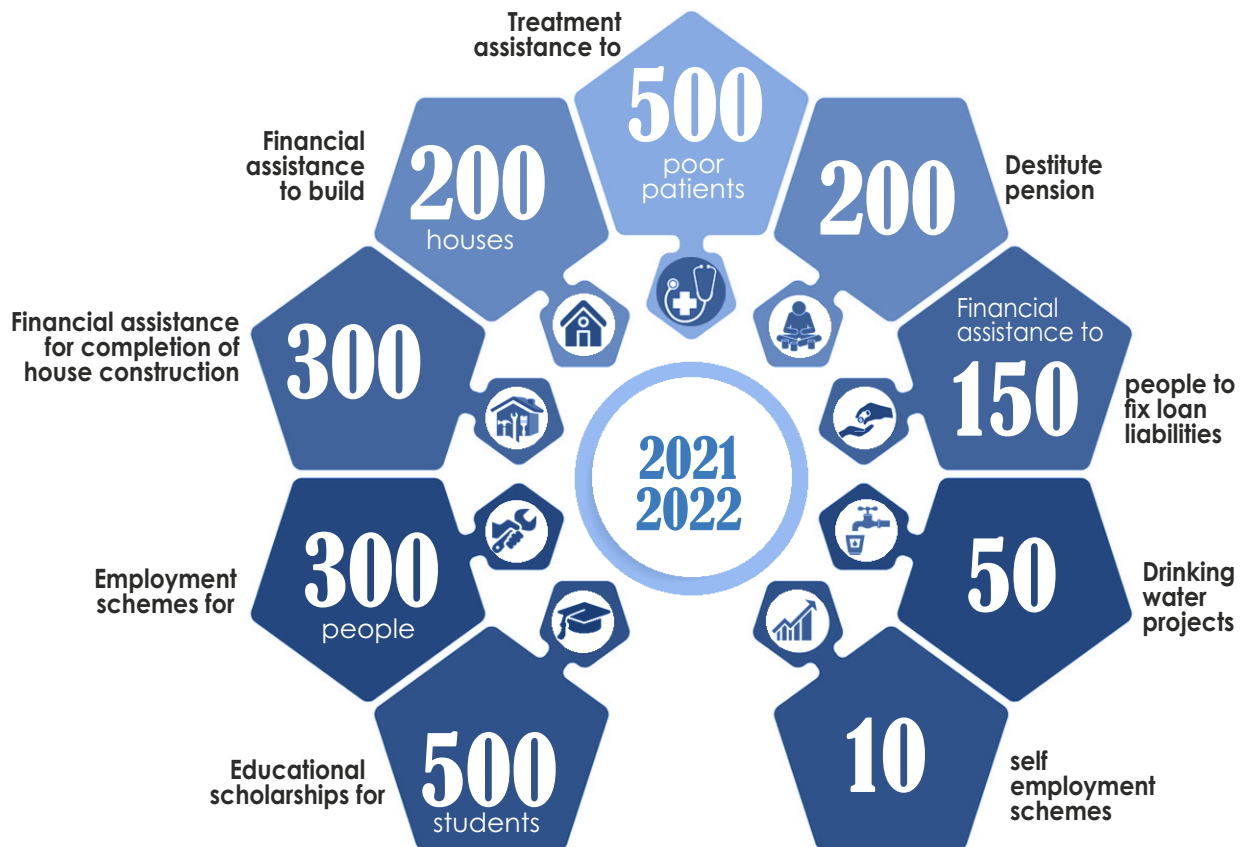 Treatment
assistance to
500
poor
patients
Financial
assistance
to build
200
houses
200
Destitute
pension
Financial assistance
for completion of
house construction
300
Financial
assistance to
150
people to
fix loan
liabilities
2021
2022
Employment
schemes for
300
people
50
Drinking
water
projects
Educational
scholarships for
500
students
10
self
employment
schemes